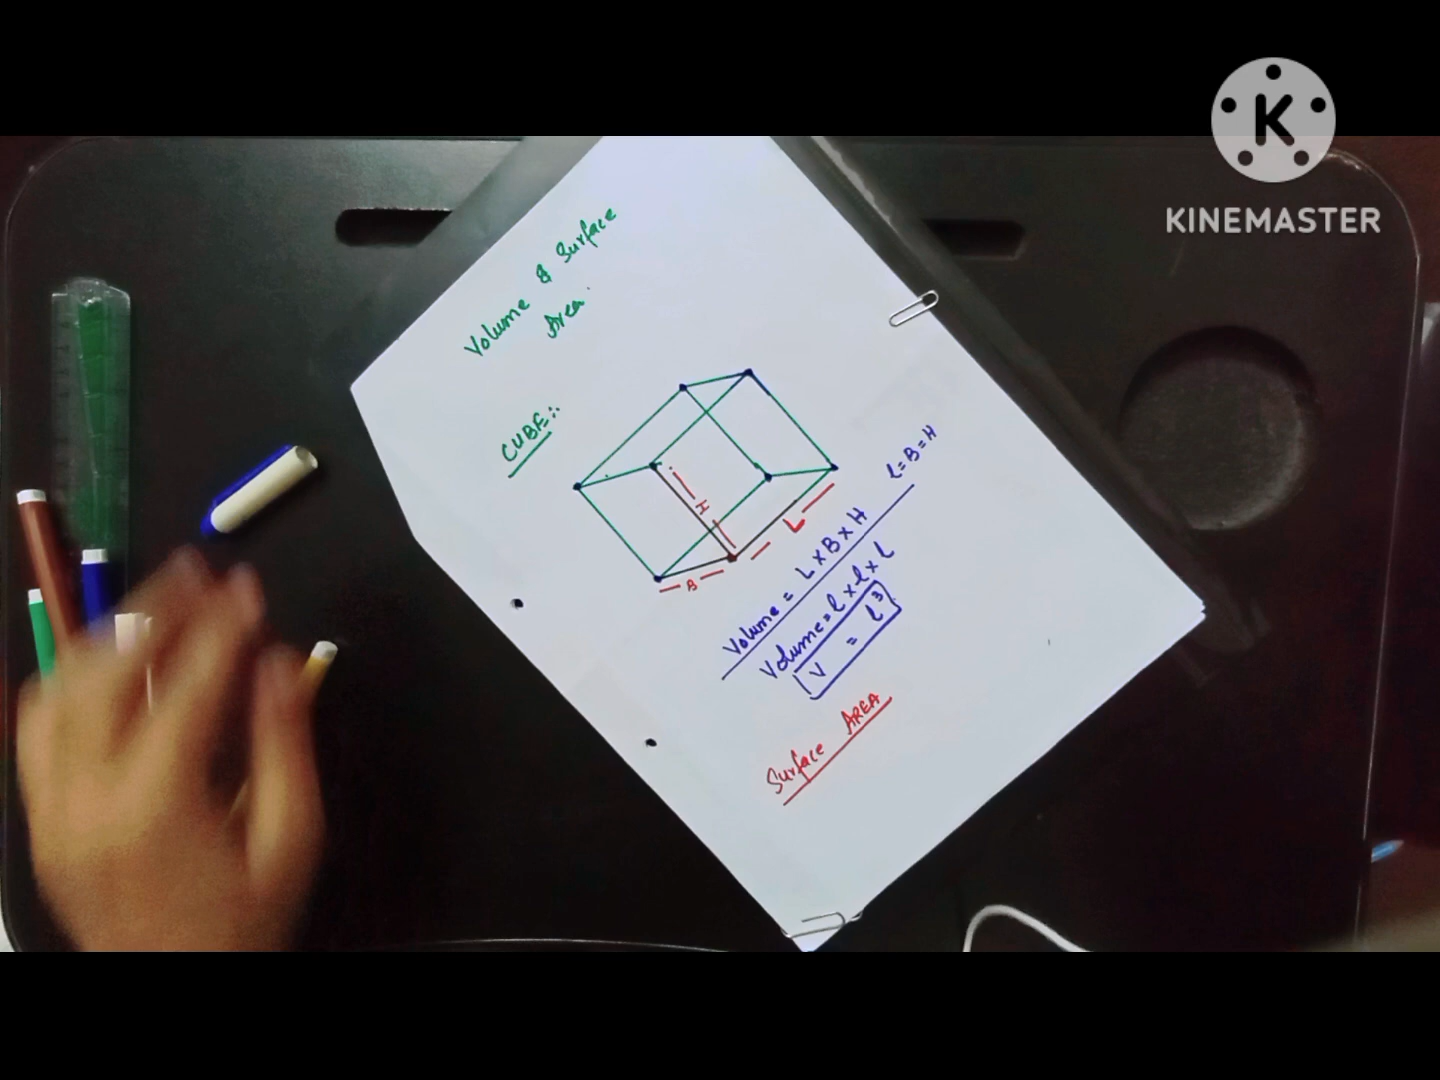 KINEMASTER
Volume & Surface
Area
CUBE:
H
L
B
l=B=H
Volume = L×B×H
Volume=l×l×l
V = l³
Surface AREA